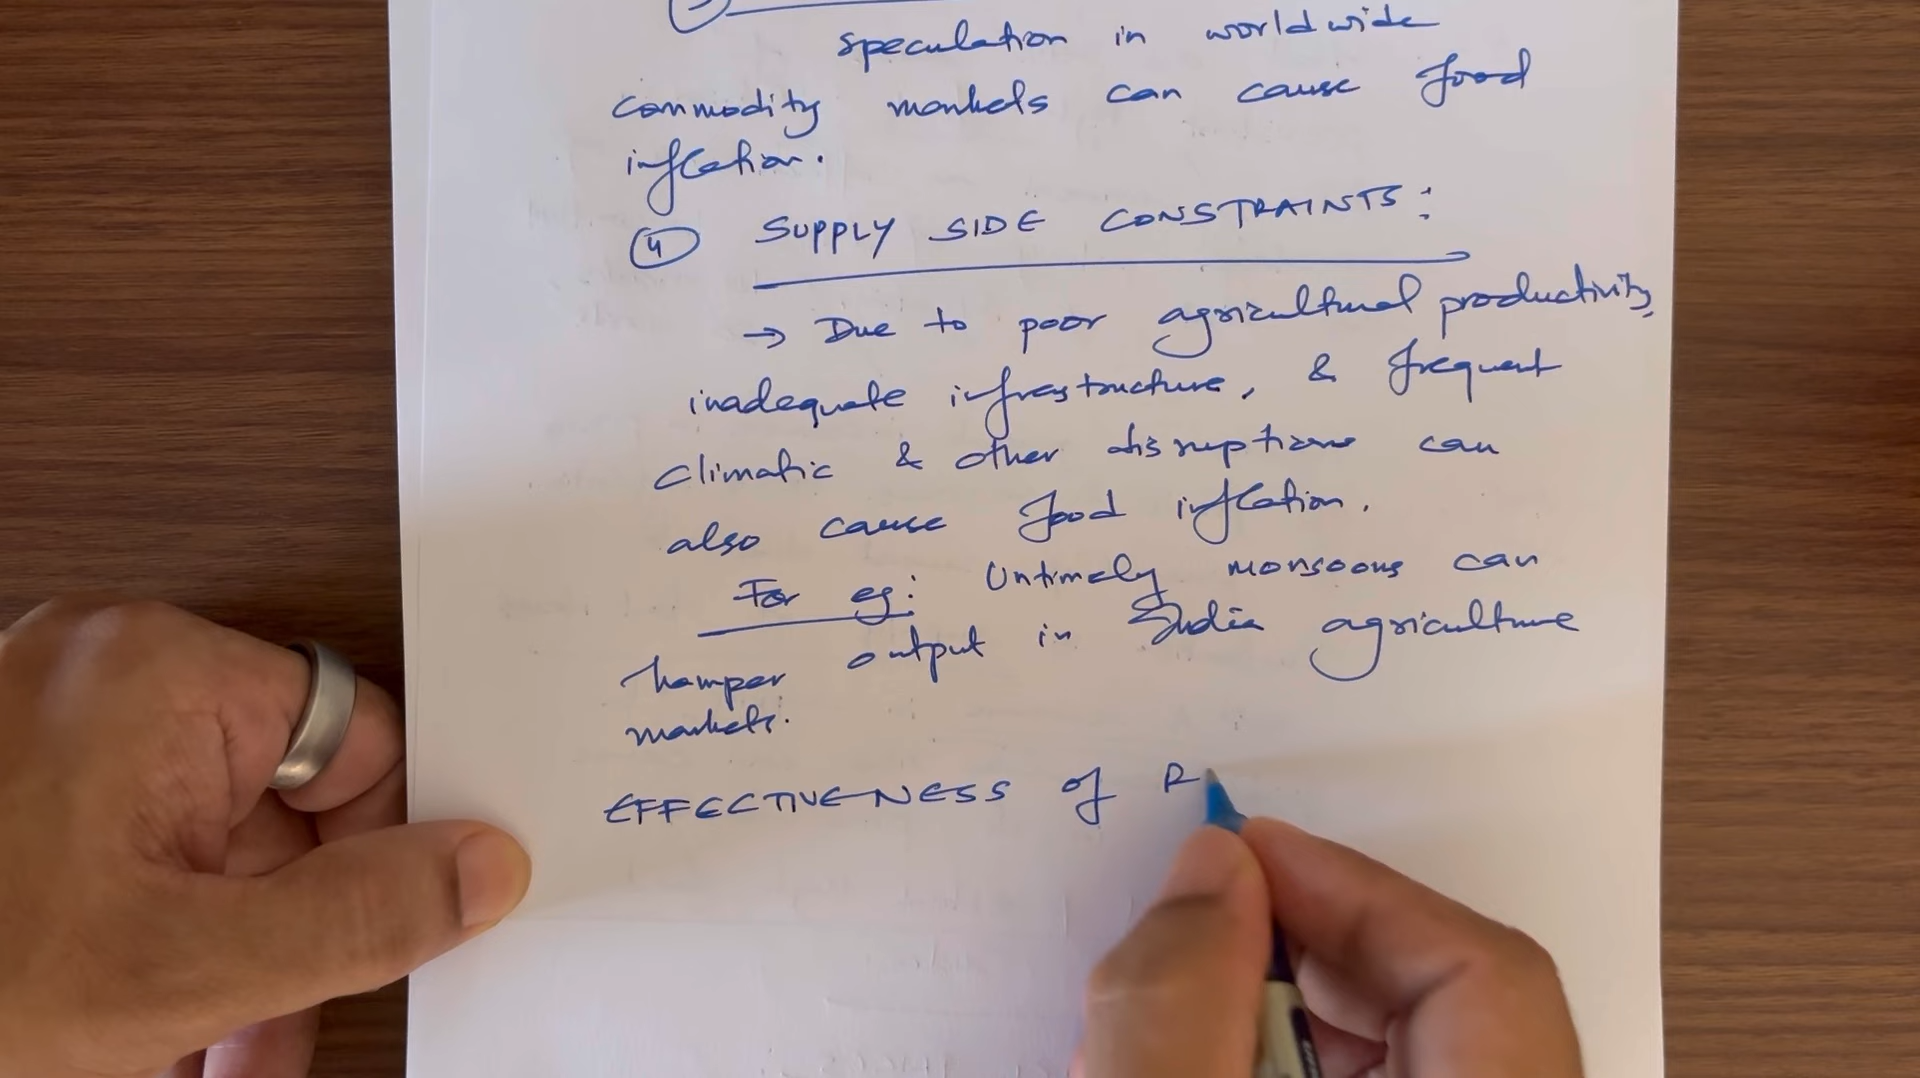 speculation in worldwide
commodity markets can cause food
inflation.
4 SUPPLY SIDE CONSTRAINTS:
→ Due to poor agricultural productivity,
inadequate infrastructure, & frequent
climatic & other disruptions can
also cause food inflation.
For eg: Untimely monsoons can
hamper output in India agriculture
markets.
EFFECTIVENESS of R